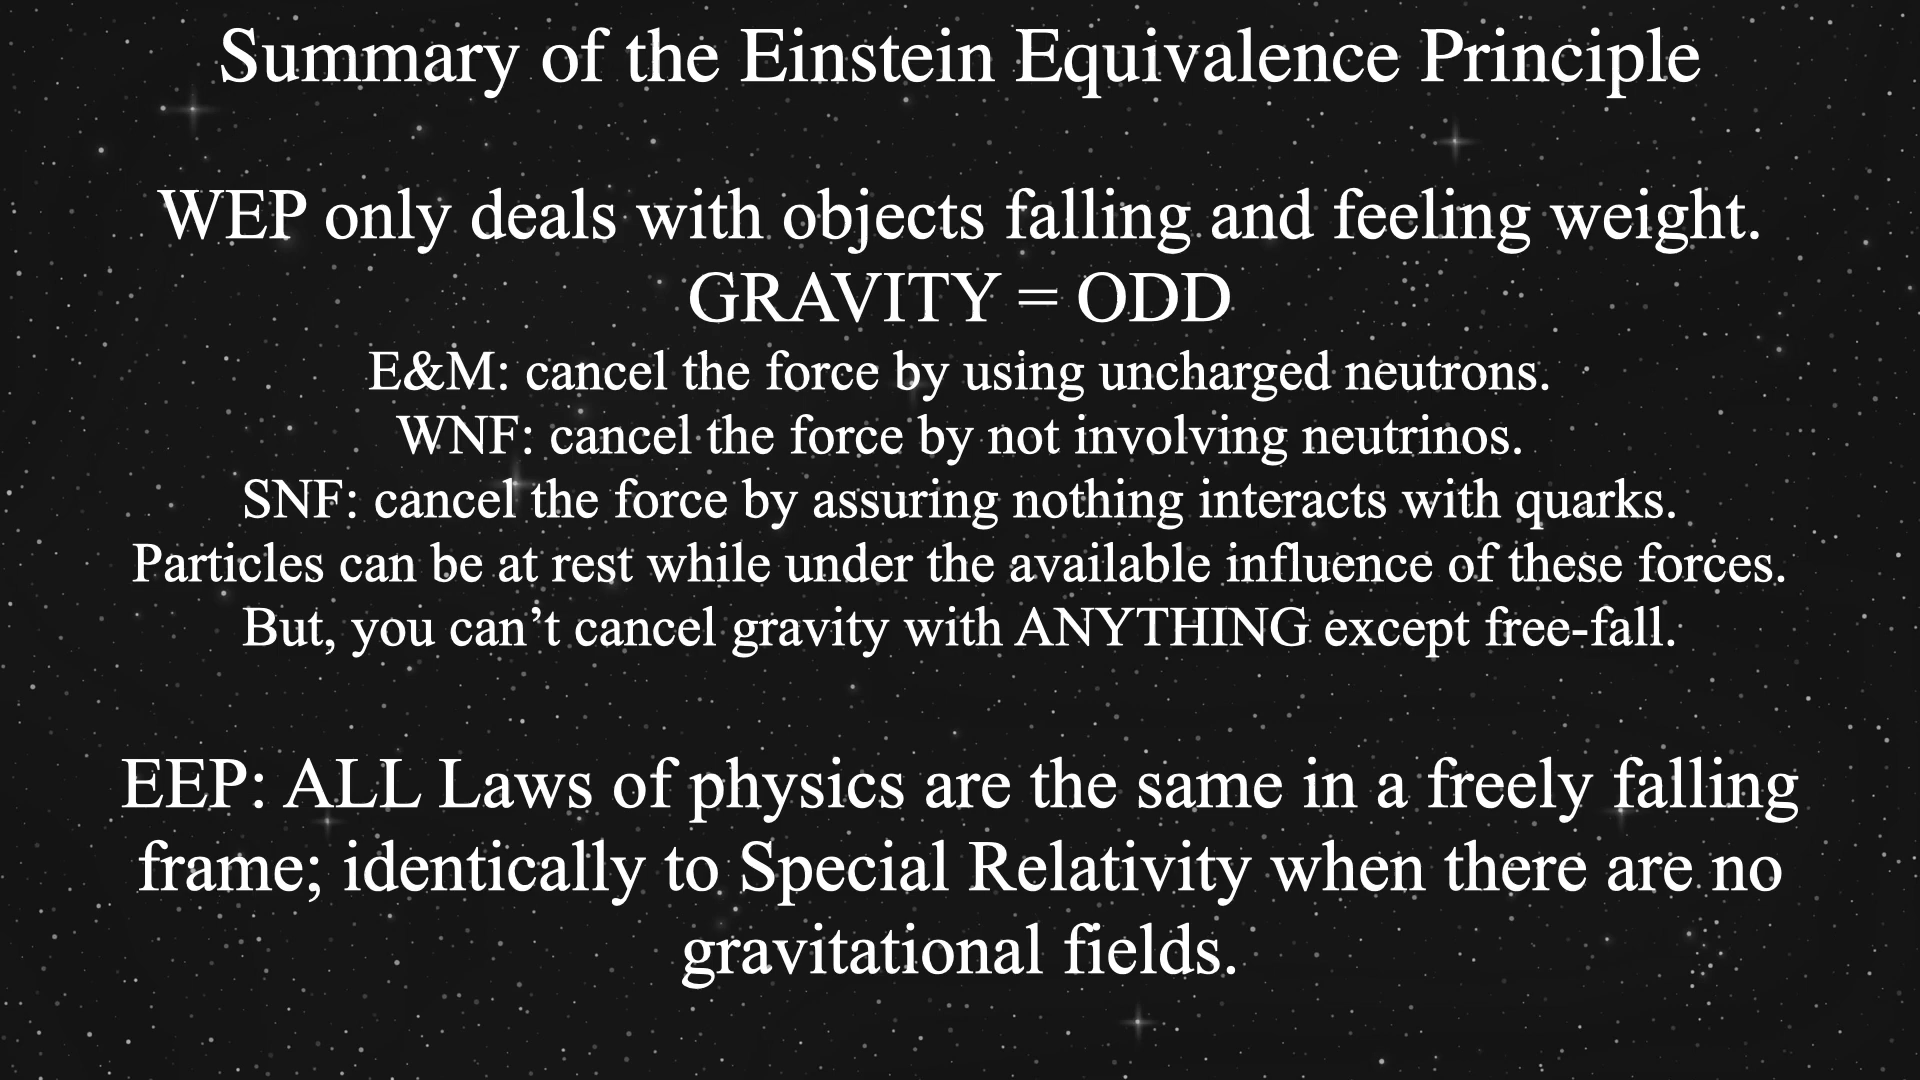 Summary of the Einstein Equivalence Principle
WEP only deals with objects falling and feeling weight.
GRAVITY = ODD
E&M: cancel the force by using uncharged neutrons.
WNF: cancel the force by not involving neutrinos.
SNF: cancel the force by assuring nothing interacts with quarks.
Particles can be at rest while under the available influence of these forces.
But, you can’t cancel gravity with ANYTHING except free-fall.
EEP: ALL Laws of physics are the same in a freely falling
frame; identically to Special Relativity when there are no
gravitational fields.